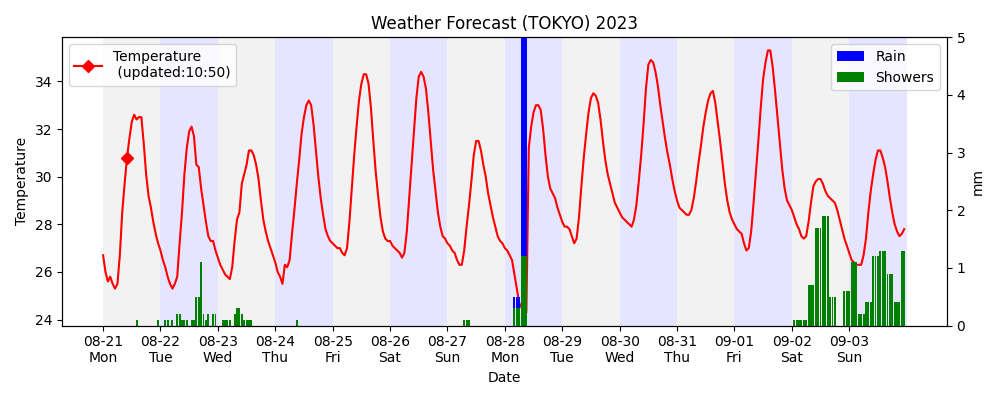 Weather Forecast (TOKYO) 2023
Temperature
(updated:10:50)
Rain
Showers
Temperature
34
32
30
28
26
24
5
4
3
2
1
0
mm
08-21 08-22 08-23 08-24 08-25 08-26 08-27 08-28 08-29 08-30 08-31 09-01 09-02 09-03
Mon Tue Wed Thu Fri Sat Sun Mon Tue Wed Thu Fri Sat Sun
Date